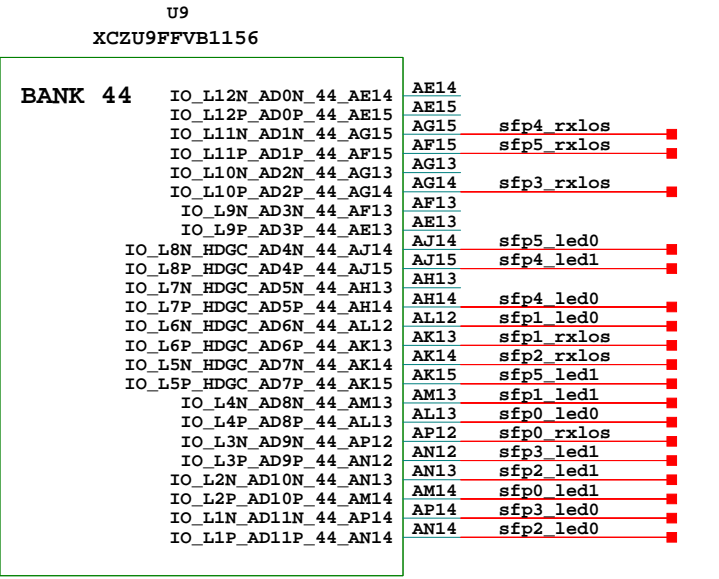 U9
XCZU9FFVB1156
BANK 44
IO_L12N_AD0N_44_AE14 AE14
IO_L12P_AD0P_44_AE15 AE15
IO_L11N_AD1N_44_AG15 AG15 sfp4_rxlos
IO_L11P_AD1P_44_AF15 AF15 sfp5_rxlos
IO_L10N_AD2N_44_AG13 AG13
IO_L10P_AD2P_44_AG14 AG14 sfp3_rxlos
IO_L9N_AD3N_44_AF13 AF13
IO_L9P_AD3P_44_AE13 AE13
IO_L8N_HDGC_AD4N_44_AJ14 AJ14 sfp5_led0
IO_L8P_HDGC_AD4P_44_AJ15 AJ15 sfp4_led1
IO_L7N_HDGC_AD5N_44_AH13 AH13
IO_L7P_HDGC_AD5P_44_AH14 AH14 sfp4_led0
IO_L6N_HDGC_AD6N_44_AL12 AL12 sfp1_led0
IO_L6P_HDGC_AD6P_44_AK13 AK13 sfp1_rxlos
IO_L5N_HDGC_AD7N_44_AK14 AK14 sfp2_rxlos
IO_L5P_HDGC_AD7P_44_AK15 AK15 sfp5_led1
IO_L4N_AD8N_44_AM13 AM13 sfp1_led1
IO_L4P_AD8P_44_AL13 AL13 sfp0_led0
IO_L3N_AD9N_44_AP12 AP12 sfp0_rxlos
IO_L3P_AD9P_44_AN12 AN12 sfp3_led1
IO_L2N_AD10N_44_AN13 AN13 sfp2_led1
IO_L2P_AD10P_44_AM14 AM14 sfp0_led1
IO_L1N_AD11N_44_AP14 AP14 sfp3_led0
IO_L1P_AD11P_44_AN14 AN14 sfp2_led0